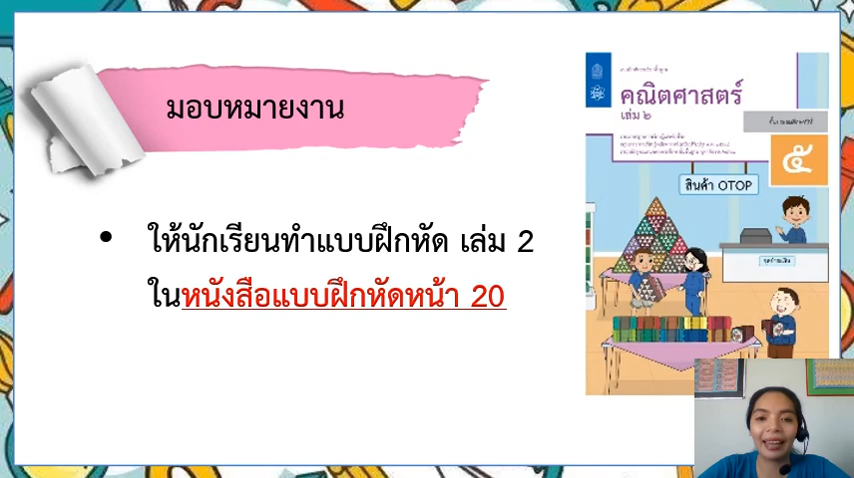 มอบหมายงาน
คณิตศาสตร์
เล่ม ๒
๕
สินค้า OTOP
• ให้นักเรียนทำแบบฝึกหัด เล่ม 2
ในหนังสือแบบฝึกหัดหน้า 20